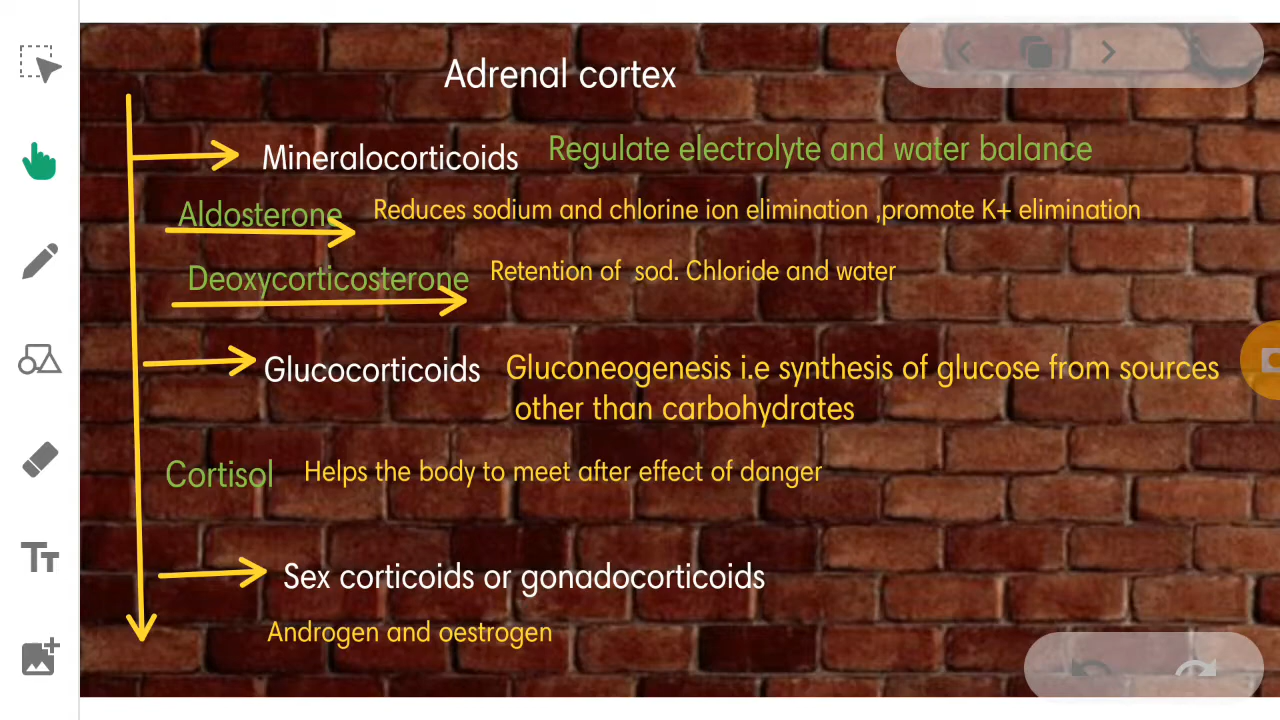 Adrenal cortex
Mineralocorticoids Regulate electrolyte and water balance
Aldosterone Reduces sodium and chlorine ion elimination ,promote K+ elimination
Deoxycorticosterone Retention of sod. Chloride and water
Glucocorticoids Gluconeogenesis i.e synthesis of glucose from sources
other than carbohydrates
Cortisol Helps the body to meet after effect of danger
Sex corticoids or gonadocorticoids
Androgen and oestrogen